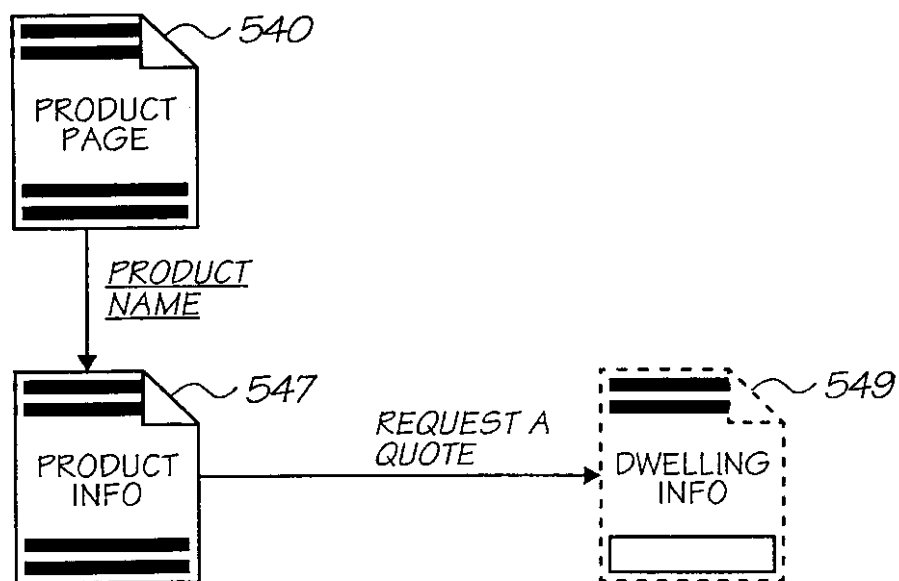 540
PRODUCT
PAGE
PRODUCT
NAME
547
PRODUCT
INFO
REQUEST A
QUOTE
549
DWELLING
INFO